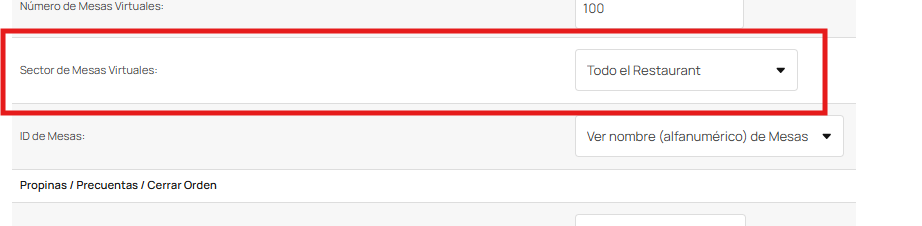 Número de Mesas Virtuales:
100
Sector de Mesas Virtuales:
Todo el Restaurant
ID de Mesas:
Ver nombre (alfanumérico) de Mesas
Propinas / Precuentas / Cerrar Orden